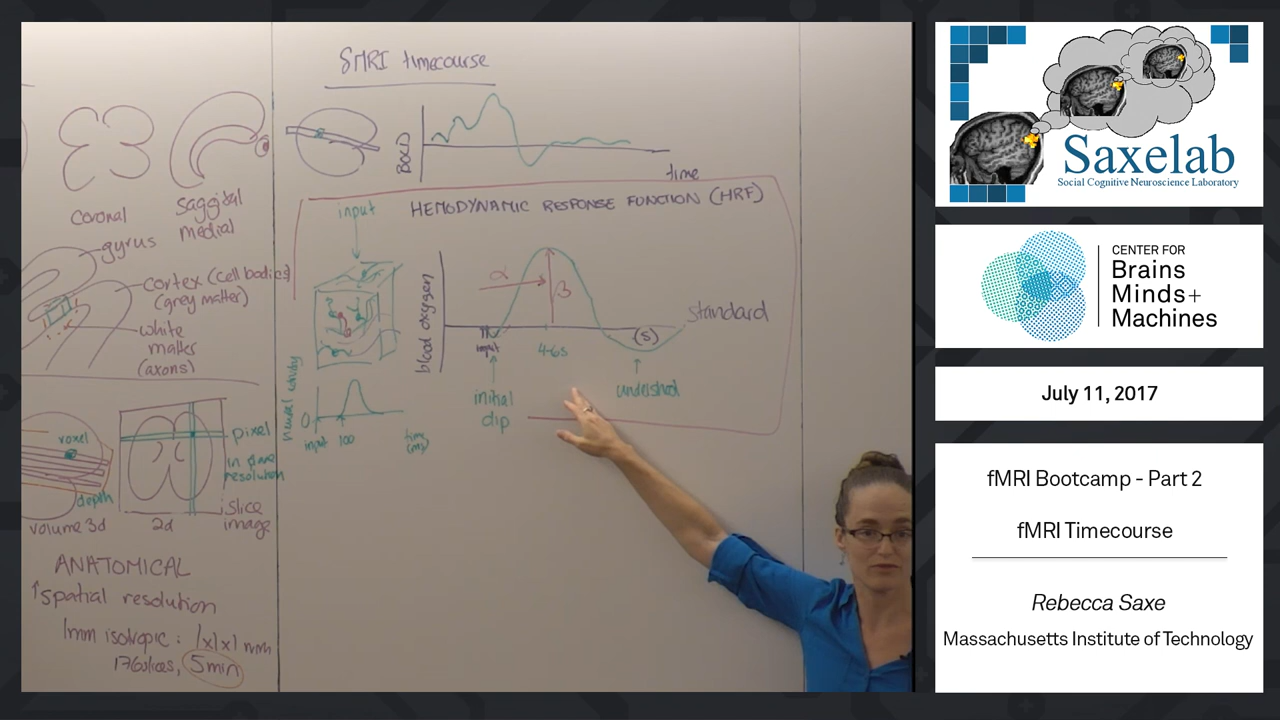 coronal
saggital
medial
gyrus
cortex (cell bodies)
(grey matter)
white
matter
(axons)
voxel
depth
volume 3d
pixel
in plane
resolution
slice
image
2d
ANATOMICAL
↑spatial resolution
1mm isotropic: 1x1x1 mm
176 slices, 5min
fMRI timecourse
BOLD
time
HEMODYNAMIC RESPONSE FUNCTION (HRF)
input
neural activity
0
input 100
time
(ms)
blood oxygen
α
β
standard
input
4-6s
(s)
initial
dip
undershoot
Saxelab
Social Cognitive Neuroscience Laboratory
CENTER FOR
Brains
Minds+
Machines
July 11, 2017
fMRI Bootcamp - Part 2
fMRI Timecourse
Rebecca Saxe
Massachusetts Institute of Technology